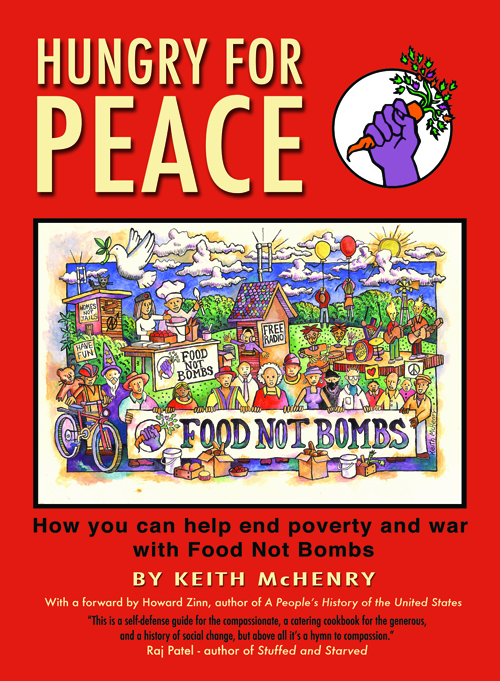 HUNGRY FOR
PEACE
HOMES
NOT
JAILS
HAVE
FUN
FOOD
NOT
BOMBS
FREE
RADIO
FOOD NOT BOMBS
How you can help end poverty and war
with Food Not Bombs
BY KEITH McHENRY
With a forward by Howard Zinn, author of A People's History of the United States
"This is a self-defense guide for the compassionate, a catering cookbook for the generous,
and a history of social change, but above all it's a hymn to compassion."
Raj Patel - author of Stuffed and Starved